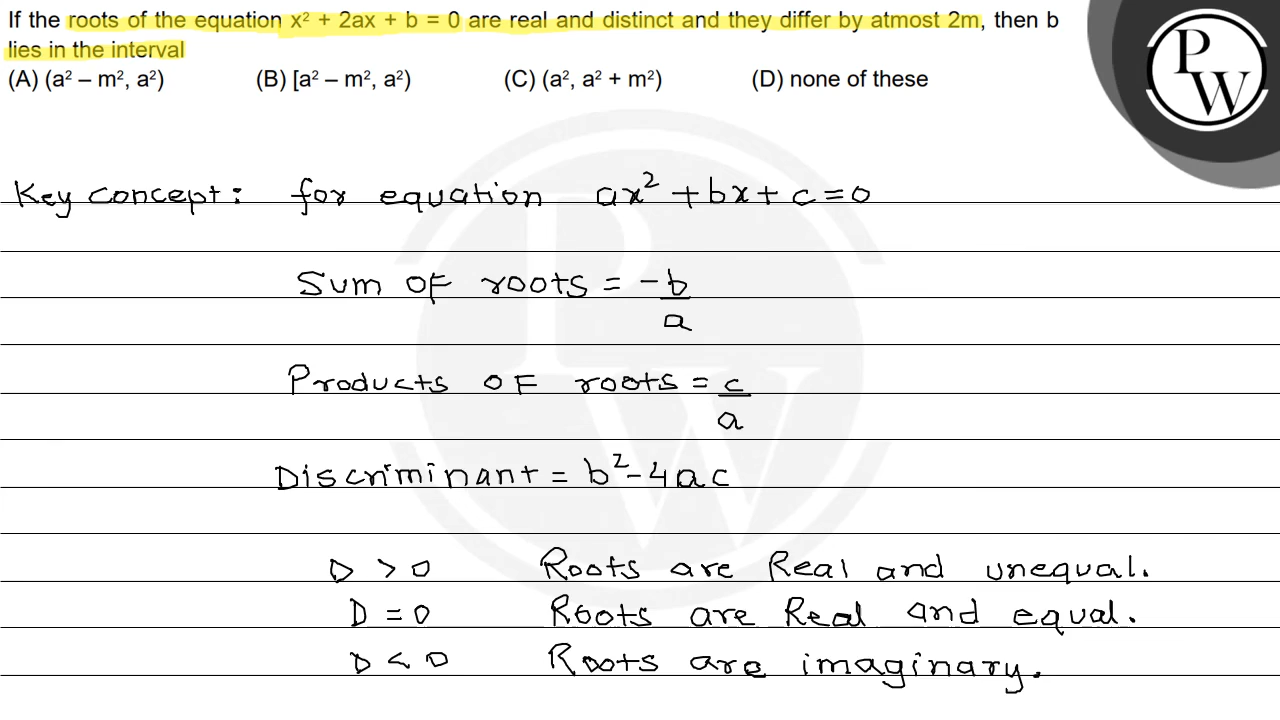 If the roots of the equation x² + 2ax + b = 0 are real and distinct and they differ by atmost 2m, then b
lies in the interval
(A) (a² – m², a²) (B) [a² – m², a²) (C) (a², a² + m²) (D) none of these
P
W
Key concept: for equation ax² + bx + c = 0
Sum of roots = -b/a
Products of roots = c/a
Discriminant = b² - 4ac
D > 0 Roots are Real and unequal.
D = 0 Roots are Real and equal.
D < 0 Roots are imaginary.